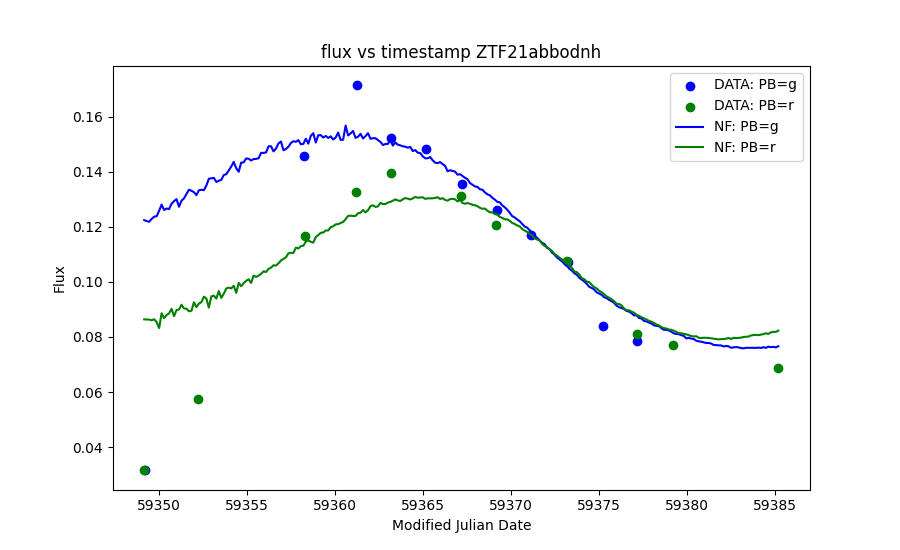 flux vs timestamp ZTF21abbodnh
DATA: PB=g
DATA: PB=r
NF: PB=g
NF: PB=r
Flux
0.16
0.14
0.12
0.10
0.08
0.06
0.04
59350 59355 59360 59365 59370 59375 59380 59385
Modified Julian Date